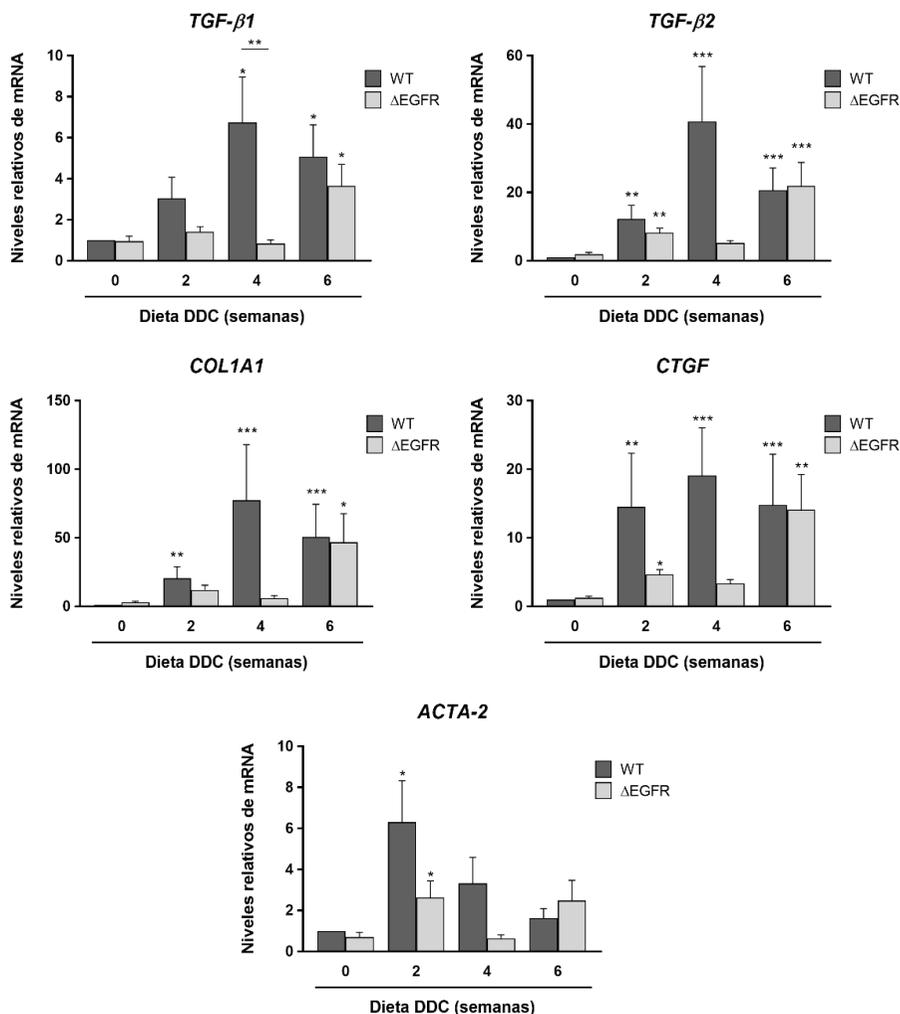 TGF-β1
**
Niveles relativos de mRNA
10
8
6
4
2
0
*
*
*
WT
ΔEGFR
0 2 4 6
Dieta DDC (semanas)
TGF-β2
Niveles relativos de mRNA
60
40
20
0
**
**
***
***
***
WT
ΔEGFR
0 2 4 6
Dieta DDC (semanas)
COL1A1
Niveles relativos de mRNA
150
100
50
0
**
***
***
*
WT
ΔEGFR
0 2 4 6
Dieta DDC (semanas)
CTGF
Niveles relativos de mRNA
30
20
10
0
**
*
***
***
**
WT
ΔEGFR
0 2 4 6
Dieta DDC (semanas)
ACTA-2
Niveles relativos de mRNA
10
8
6
4
2
0
*
*
WT
ΔEGFR
0 2 4 6
Dieta DDC (semanas)